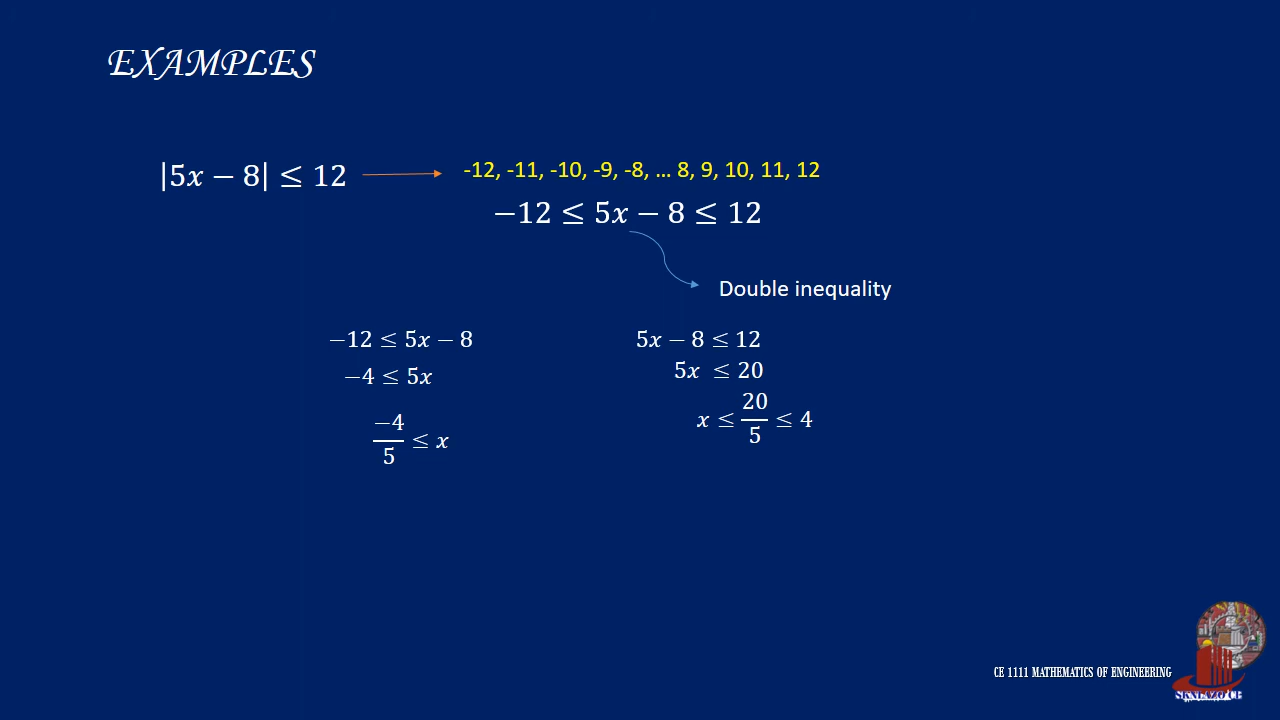 EXAMPLES
|5x − 8| ≤ 12
-12, -11, -10, -9, -8, ... 8, 9, 10, 11, 12
−12 ≤ 5x − 8 ≤ 12
Double inequality
−12 ≤ 5x − 8
−4 ≤ 5x
−4/5 ≤ x
5x − 8 ≤ 12
5x ≤ 20
x ≤ 20/5 ≤ 4
CE 1111 MATHEMATICS OF ENGINEERING